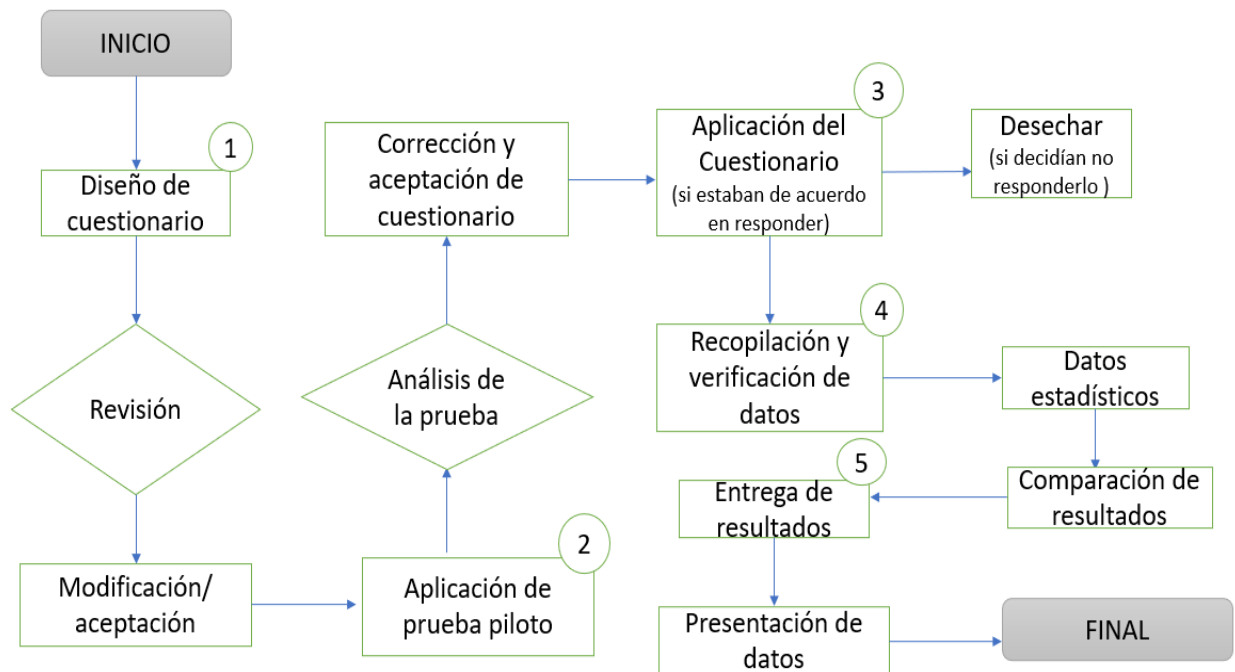 INICIO
1
Diseño de
cuestionario
Revisión
Modificación/
aceptación
2
Aplicación de
prueba piloto
Análisis de
la prueba
Corrección y
aceptación de
cuestionario
3
Aplicación del
Cuestionario
(si estaban de acuerdo
en responder)
Desechar
(si decidían no
responderlo )
4
Recopilación y
verificación de
datos
Datos
estadísticos
Comparación de
resultados
5
Entrega de
resultados
Presentación de
datos
FINAL